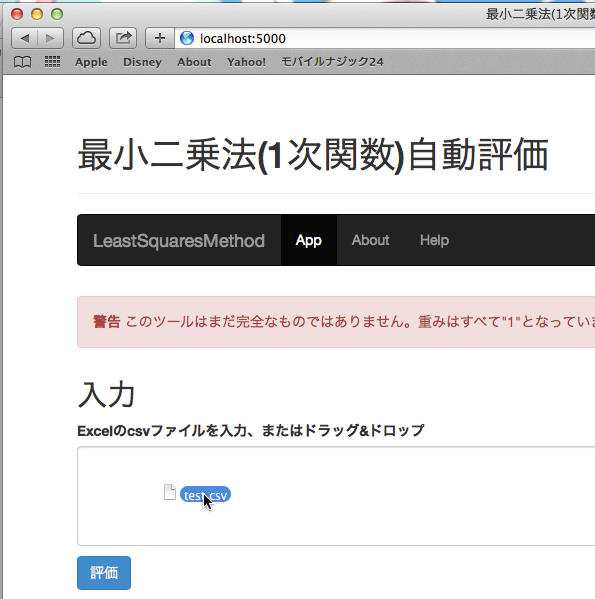 最小二乗法(1次関数
localhost:5000
Apple Disney About Yahoo! モバイルナジック24
最小二乗法(1次関数)自動評価
LeastSquaresMethod App About Help
警告 このツールはまだ完全なものではありません。重みはすべて"1"となってい
入力
Excelのcsvファイルを入力、またはドラッグ&ドロップ
test.csv
評価